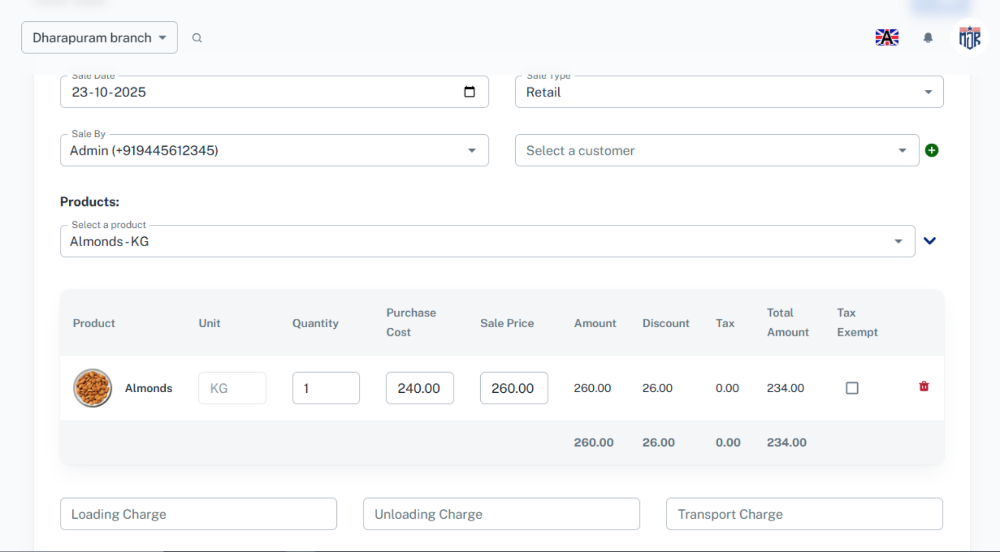 Dharapuram branch
A
MJR
Sale Date
23-10-2025
Sale Type
Retail
Sale By
Admin (+919445612345)
Select a customer
Products:
Select a product
Almonds - KG
Product
Unit
Quantity
Purchase
Cost
Sale Price
Amount
Discount
Tax
Total
Amount
Tax
Exempt
Almonds
KG
1
240.00
260.00
260.00
26.00
0.00
234.00
260.00
26.00
0.00
234.00
Loading Charge
Unloading Charge
Transport Charge